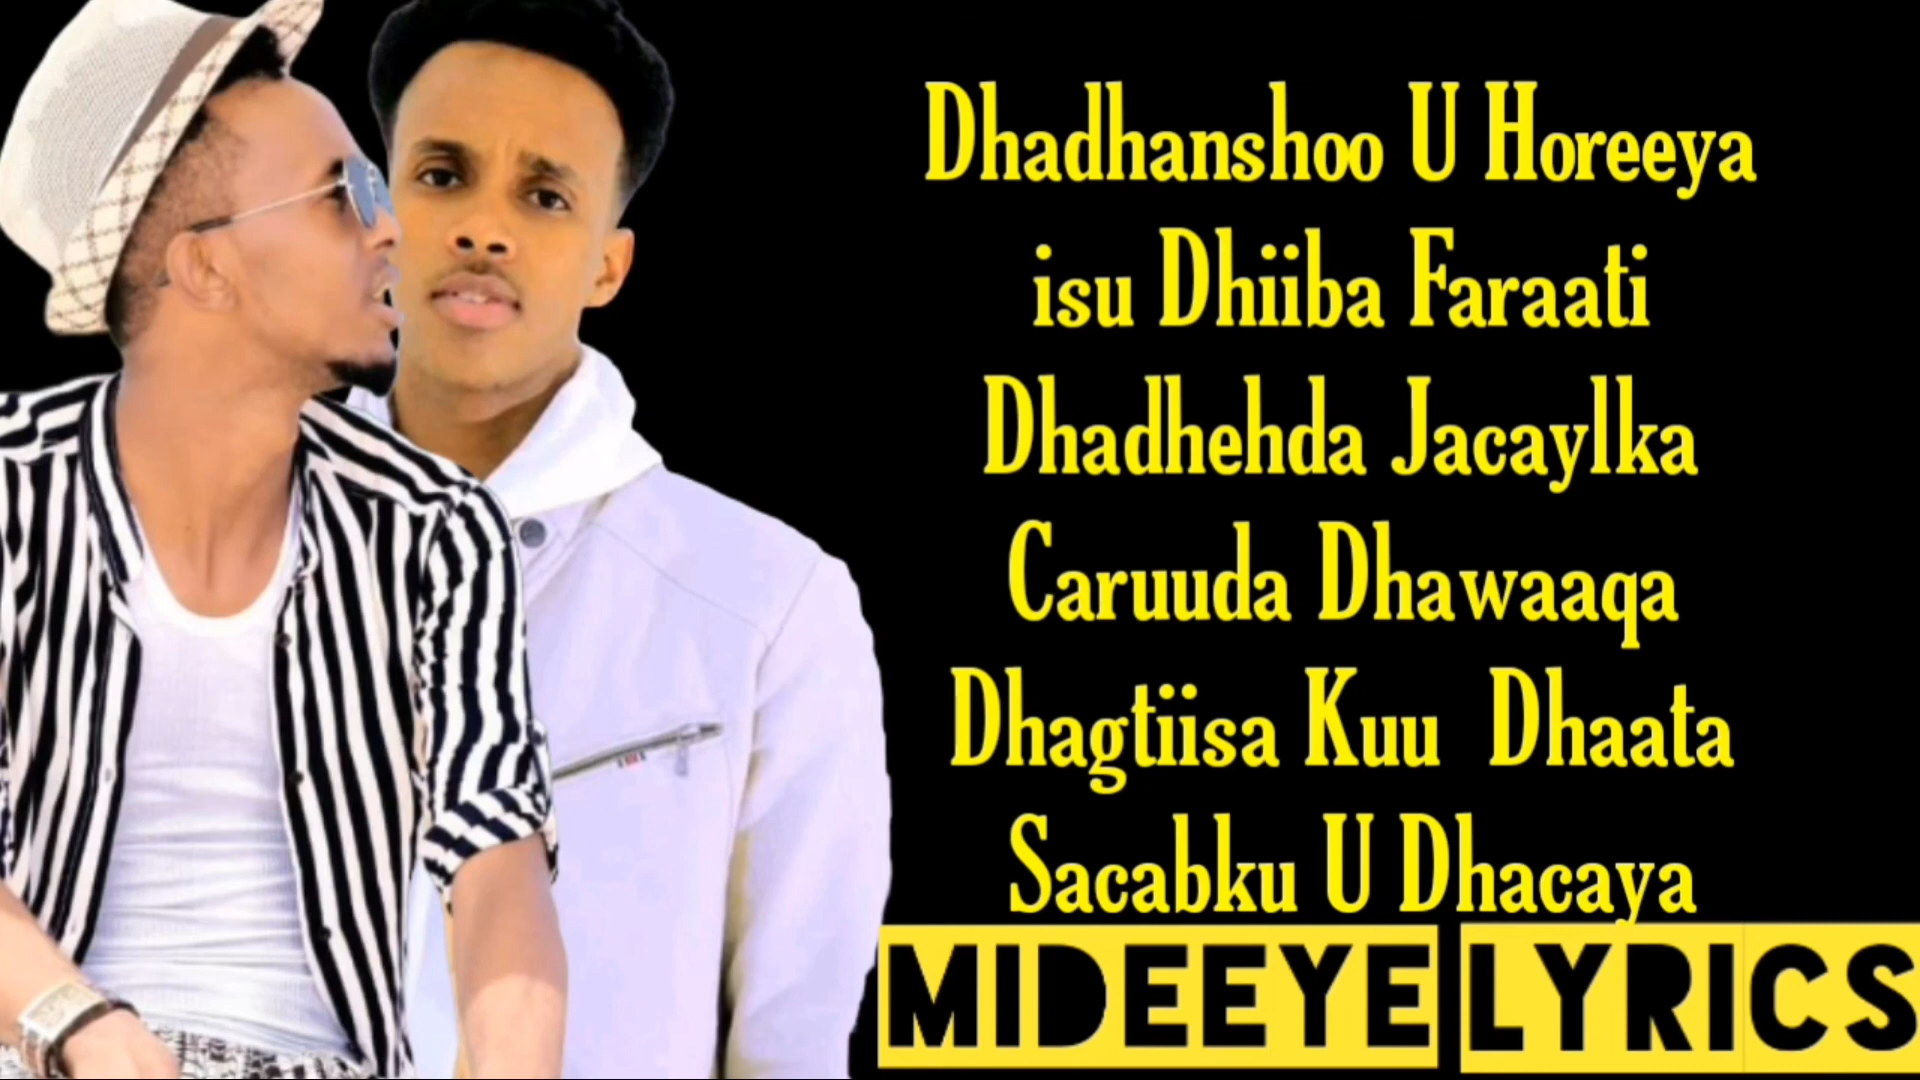 Dhadhanshoo U Horeeya
isu Dhiiba Faraati
Dhadhehda Jacaylka
Caruuda Dhawaaqa
Dhagtiisa Kuu Dhaata
Sacabku U Dhacaya
MIDEEYE LYRICS